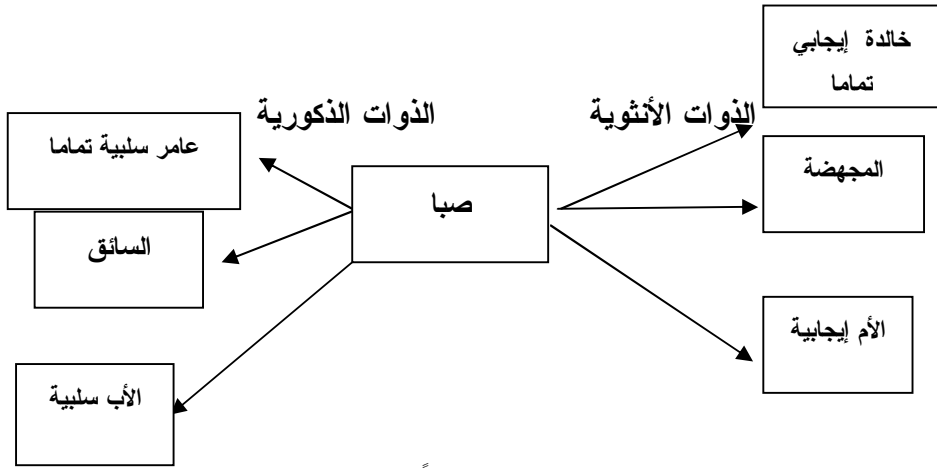 خالدة إيجابي
تماما
الذوات الأنثوية
الذوات الذكورية
عامر سلبية تماما
المجهضة
صبا
السائق
الأم إيجابية
الأب سلبية